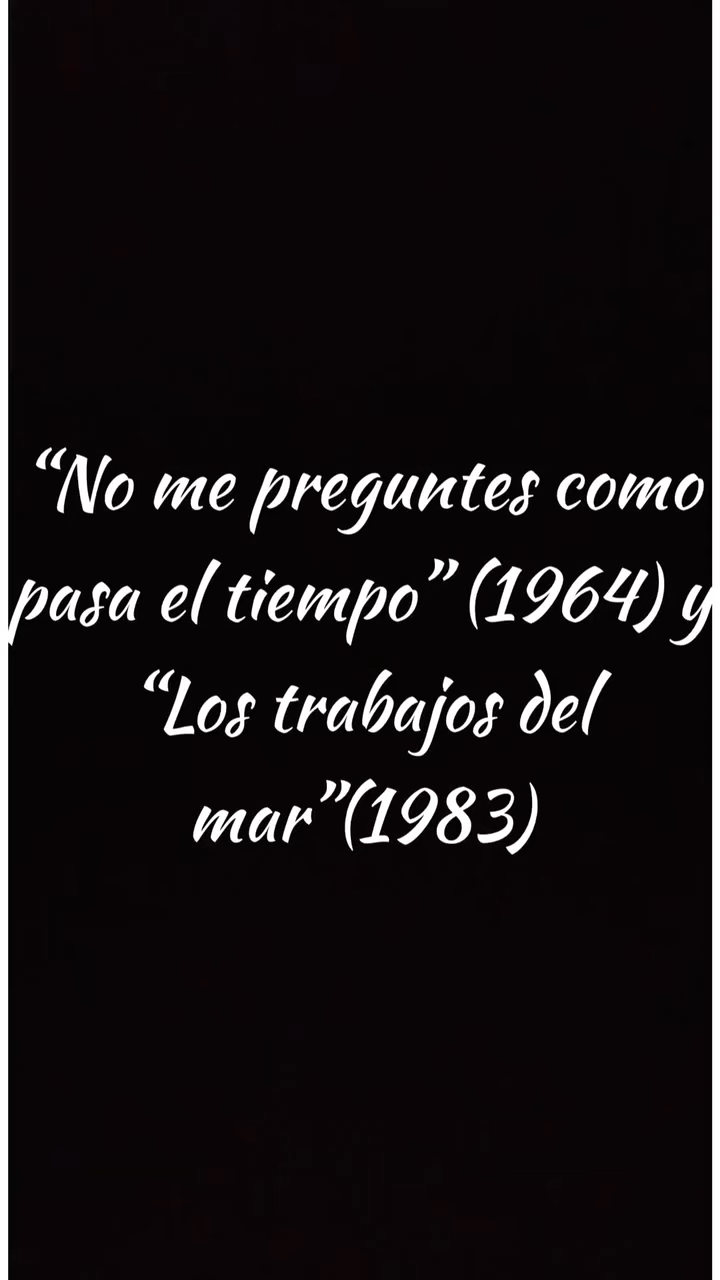 “No me preguntes como
pasa el tiempo” (1964) y
“Los trabajos del
mar”(1983)